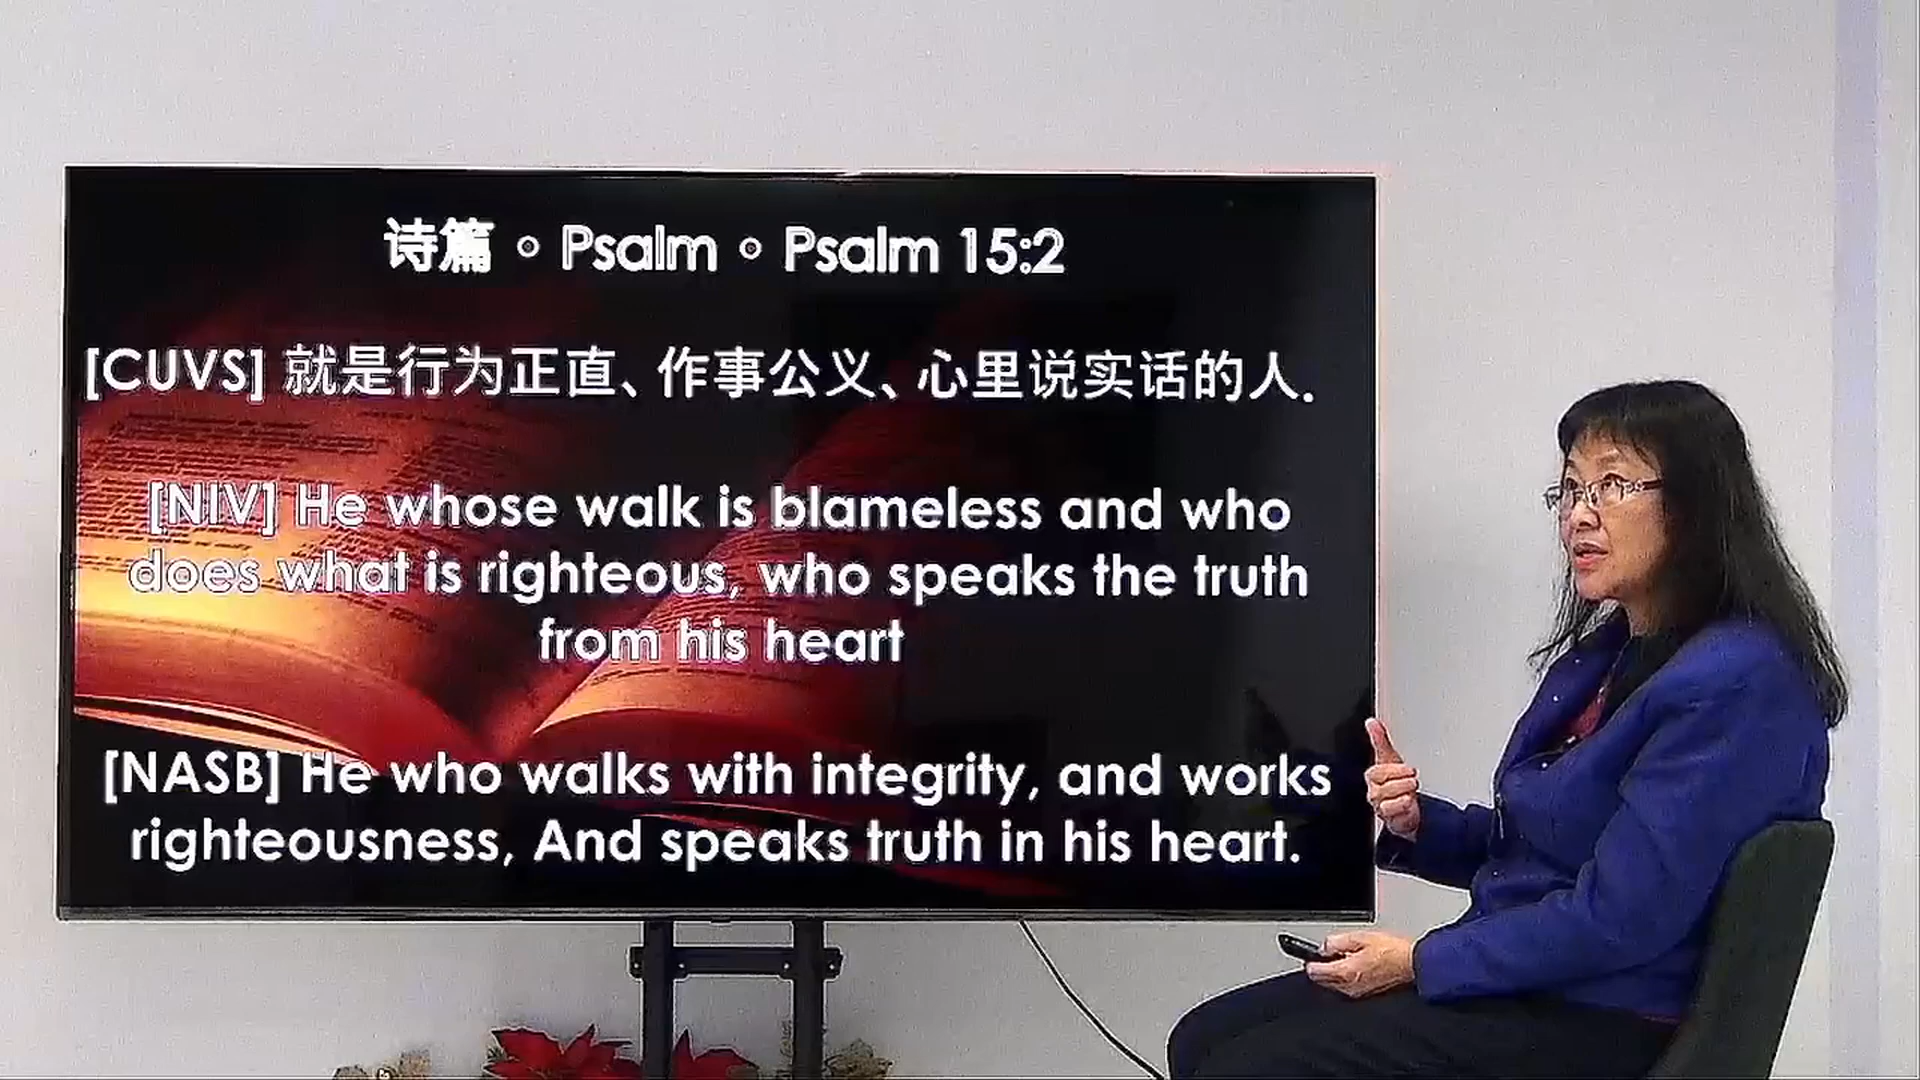 诗篇 ◦ Psalm ◦ Psalm 15:2
[CUVS] 就是行为正直、作事公义、心里说实话的人.
[NIV] He whose walk is blameless and who
does what is righteous, who speaks the truth
from his heart
[NASB] He who walks with integrity, and works
righteousness, And speaks truth in his heart.